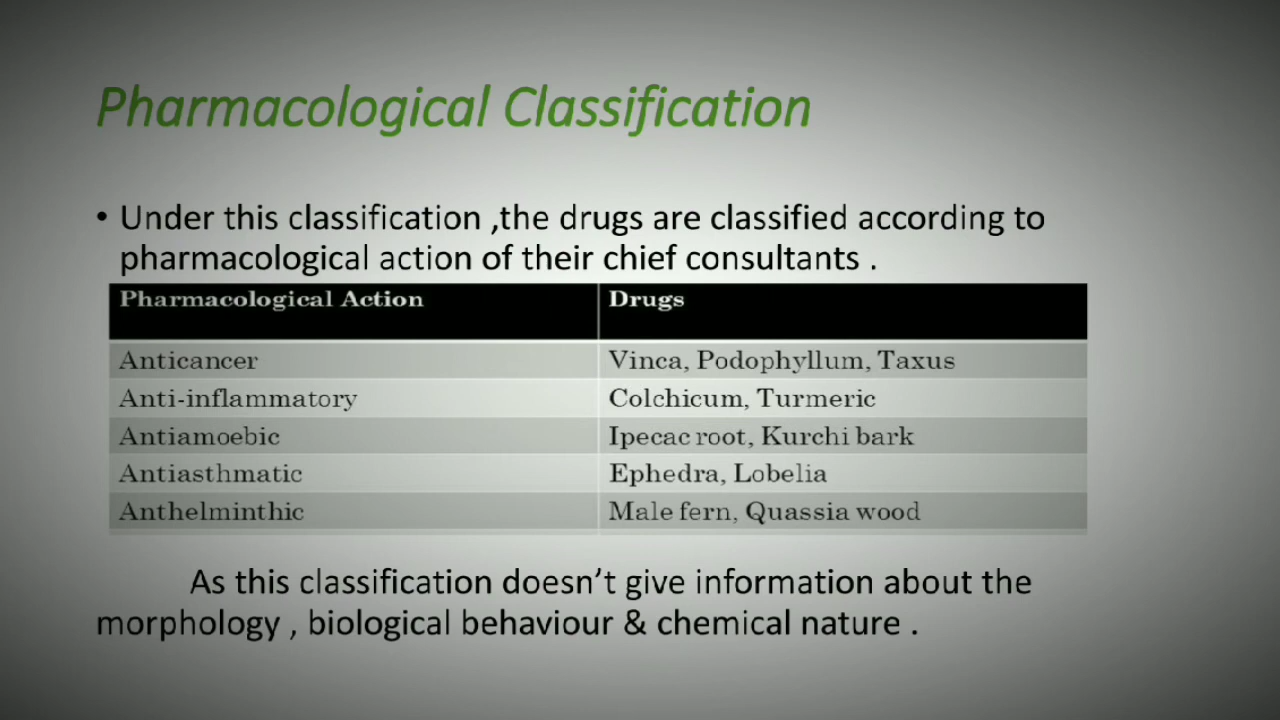 Pharmacological Classification
• Under this classification ,the drugs are classified according to
pharmacological action of their chief consultants .
Pharmacological Action Drugs
Anticancer Vinca, Podophyllum, Taxus
Anti-inflammatory Colchicum, Turmeric
Antiamoebic Ipecac root, Kurchi bark
Antiasthmatic Ephedra, Lobelia
Anthelminthic Male fern, Quassia wood
As this classification doesn’t give information about the
morphology , biological behaviour & chemical nature .